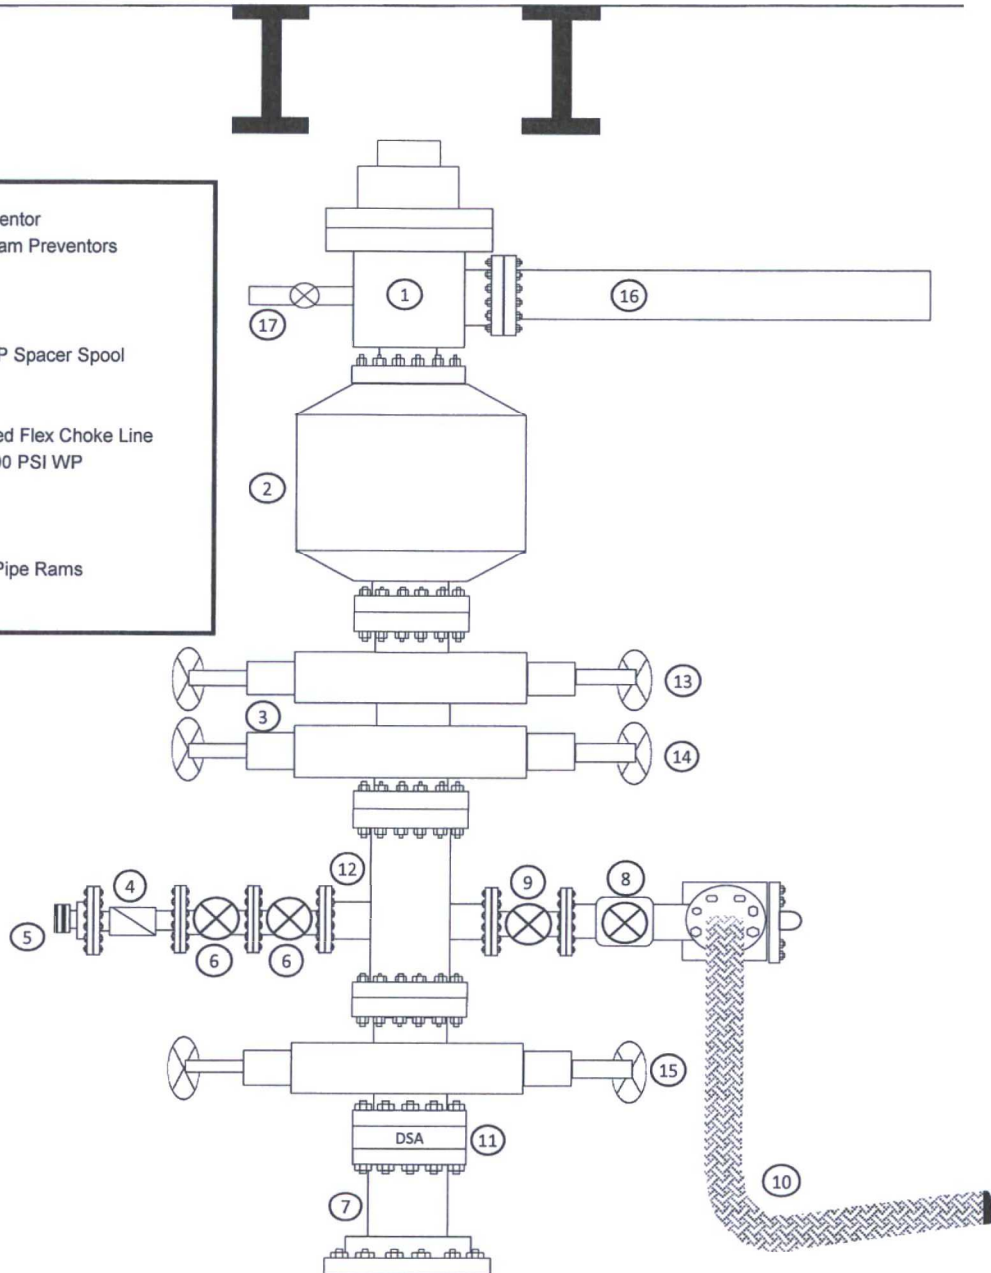 entor
am Preventors
P Spacer Spool
ed Flex Choke Line
00 PSI WP
Pipe Rams
1
16
17
2
13
3
14
12
4
9
8
5
6
6
15
DSA
11
10
7